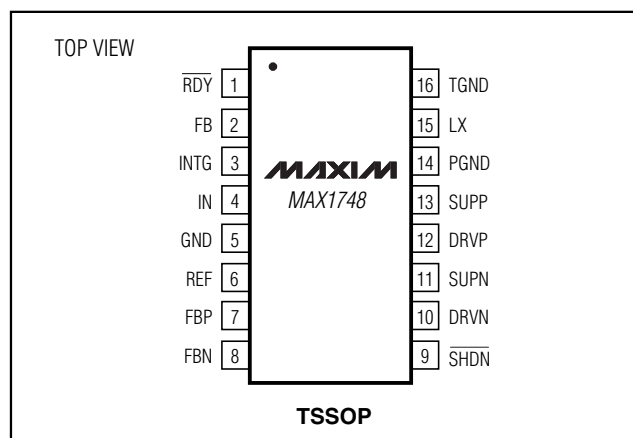 TOP VIEW
RDY 1 16 TGND
FB 2 15 LX
INTG 3 14 PGND
MAXIM
IN 4 MAX1748 13 SUPP
GND 5 12 DRVP
REF 6 11 SUPN
FBP 7 10 DRVN
FBN 8 9 SHDN
TSSOP